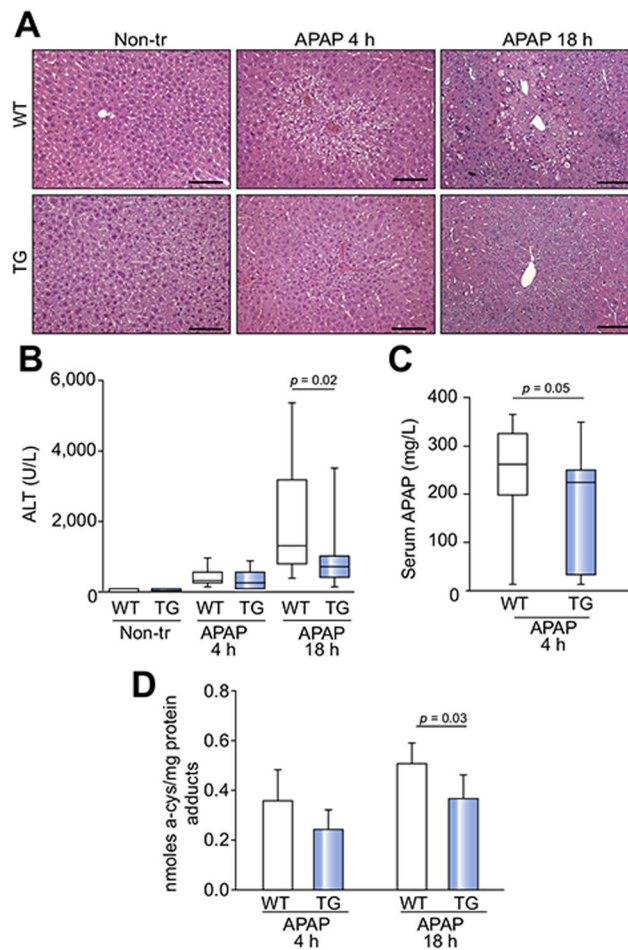 A
Non-tr APAP 4 h APAP 18 h
WT
TG
B
ALT (U/L)
6,000
4,000
2,000
0
p = 0.02
WT TG WT TG WT TG
Non-tr APAP APAP
4 h 18 h
C
Serum APAP (mg/L)
400
300
200
100
0
p = 0.05
WT TG
APAP
4 h
D
nmoles a-cys/mg protein
adducts
0.8
0.6
0.4
0.2
0.0
p = 0.03
WT TG WT TG
APAP APAP
4 h 18 h